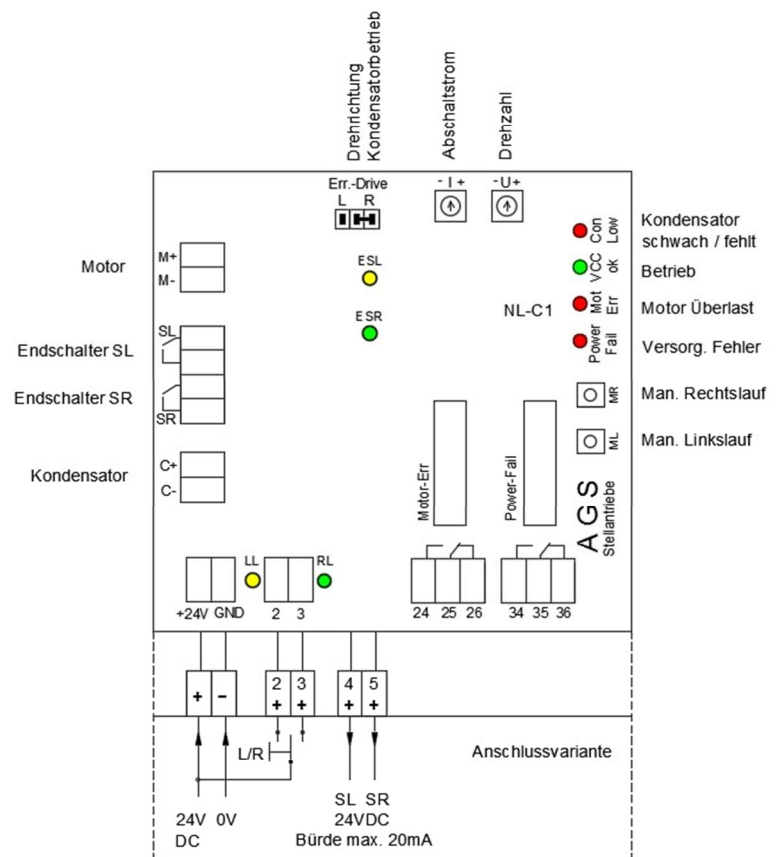 Drehrichtung
Kondensatorbetrieb
Abschaltstrom
Drehzahl
Err.-Drive
L R
- I +
-U+
Con
Low
Kondensator
schwach / fehlt
VCC
ok
Betrieb
Mot
Err
Motor Überlast
Power
Fail
Versorg. Fehler
ESL
ESR
NL-C1
Motor
M+
M-
Endschalter SL
SL
Endschalter SR
SR
Kondensator
C+
C-
MR
Man. Rechtslauf
ML
Man. Linkslauf
Motor-Err
Power-Fail
AGS
Stellantriebe
LL
RL
+24V GND 2 3
24 25 26
34 35 36
+ -
2 3 4 5
+ + + +
L/R
Anschlussvariante
24V 0V
DC
SL SR
24VDC
Bürde max. 20mA